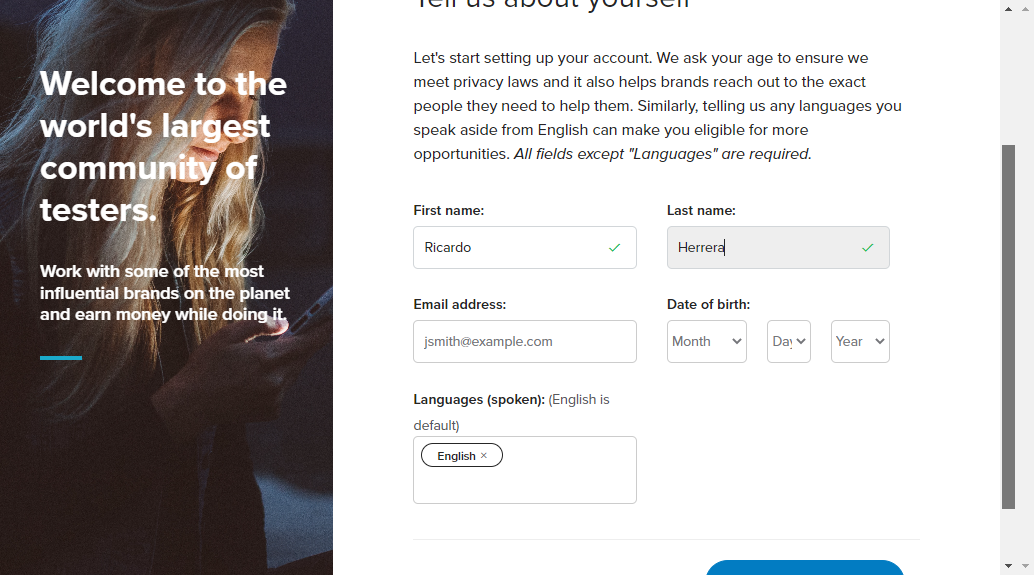 Tell us about yourself
Welcome to the
world's largest
community of
testers.
Work with some of the most
influential brands on the planet
and earn money while doing it.
Let's start setting up your account. We ask your age to ensure we
meet privacy laws and it also helps brands reach out to the exact
people they need to help them. Similarly, telling us any languages you
speak aside from English can make you eligible for more
opportunities. All fields except "Languages" are required.
First name:
Last name:
Ricardo
Herrera
Email address:
Date of birth:
jsmith@example.com
Month
Day
Year
Languages (spoken): (English is
default)
English ×